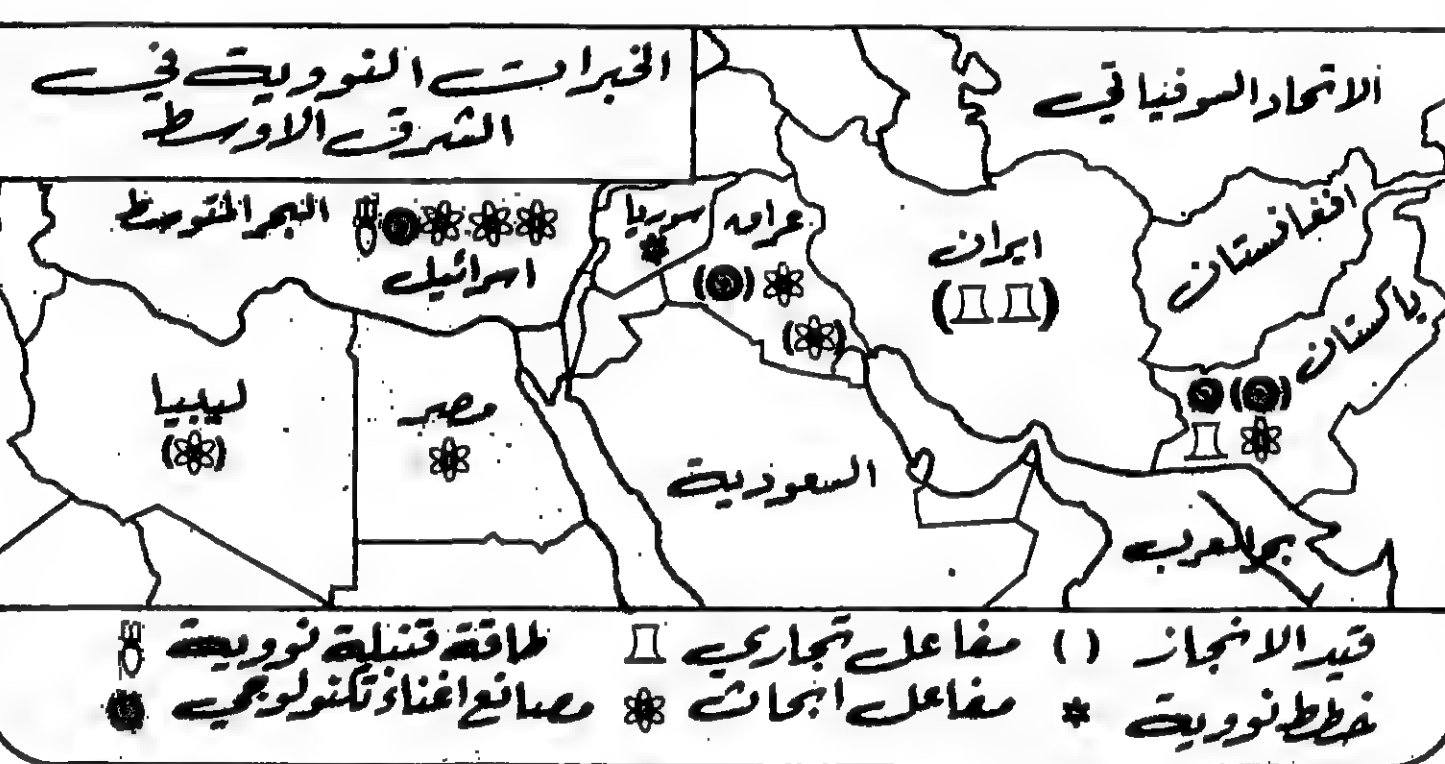 الخبرات النووية في
الشرق الاوسط
الاتحاد السوفياتي
البحر المتوسط
اسرائيل
سوريا
عراق
ايران
افغانستان
باكستان
ليبيا
مصر
السعودية
بحر العرب
قيد الانجاز ( )
مفاعل تجاري
طاقة قنبلة نووية
خطط نووية
مفاعل ابحاث
مصانع اغناء تكنولوجي